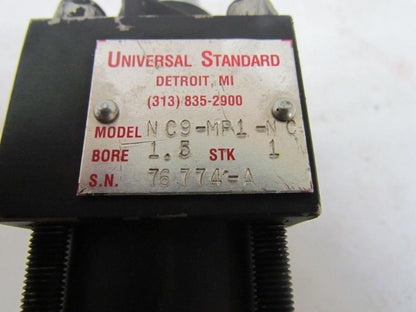 UNIVERSAL STANDARD
DETROIT, MI
(313) 835-2900
MODEL NC9-MP1-NC
BORE 1.5 STK 1
S.N. 76774-A